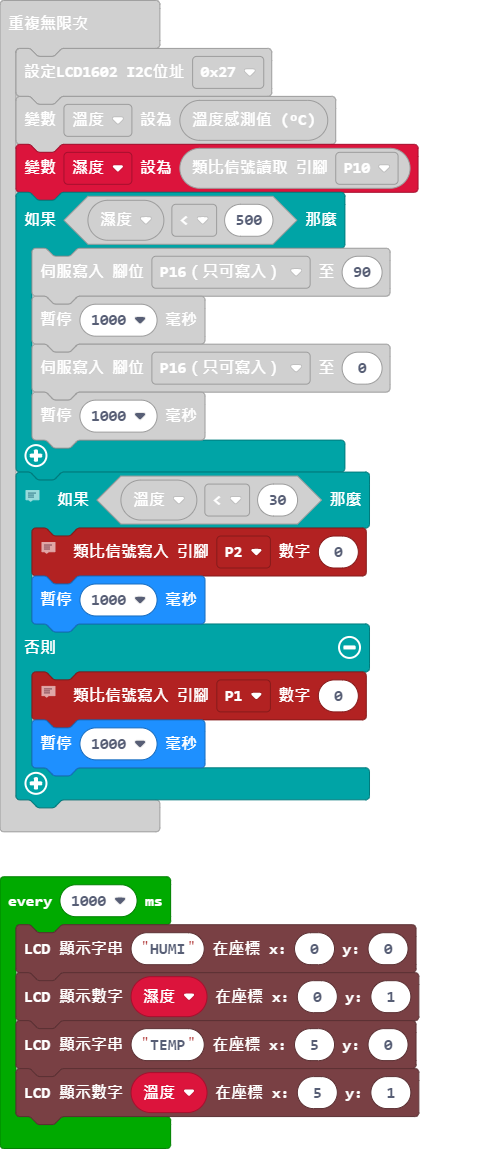 重複無限次
設定LCD1602 I2C位址 0x27
變數 溫度 設為 溫度感測值 (ºC)
變數 濕度 設為 類比信號讀取 引腳 P10
如果 濕度 < 500 那麼
伺服寫入 腳位 P16（只可寫入） 至 90
暫停 1000 毫秒
伺服寫入 腳位 P16（只可寫入） 至 0
暫停 1000 毫秒
如果 溫度 < 30 那麼
類比信號寫入 引腳 P2 數字 0
暫停 1000 毫秒
否則
類比信號寫入 引腳 P1 數字 0
暫停 1000 毫秒
every 1000 ms
LCD 顯示字串 "HUMI" 在座標 x: 0 y: 0
LCD 顯示數字 濕度 在座標 x: 0 y: 1
LCD 顯示字串 "TEMP" 在座標 x: 5 y: 0
LCD 顯示數字 溫度 在座標 x: 5 y: 1